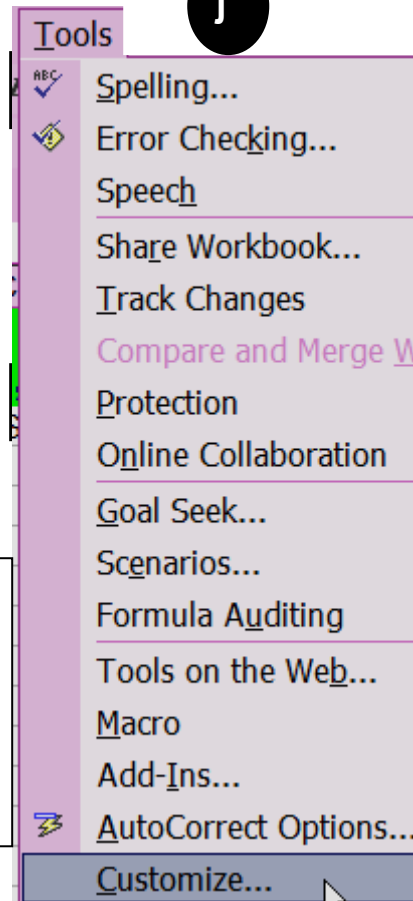 J
Tools
ABC
Spelling...
Error Checking...
Speech
Share Workbook...
Track Changes
Compare and Merge W
Protection
Online Collaboration
Goal Seek...
Scenarios...
Formula Auditing
Tools on the Web...
Macro
Add-Ins...
AutoCorrect Options...
Customize...